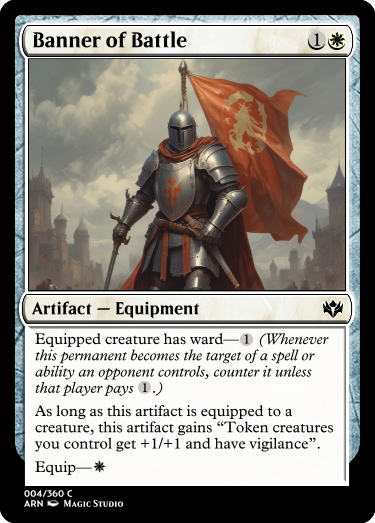 Banner of Battle 1
Artifact — Equipment
Equipped creature has ward—1 (Whenever
this permanent becomes the target of a spell or
ability an opponent controls, counter it unless
that player pays 1.)
As long as this artifact is equipped to a
creature, this artifact gains “Token creatures
you control get +1/+1 and have vigilance”.
Equip—
004/360 C
ARN Magic Studio